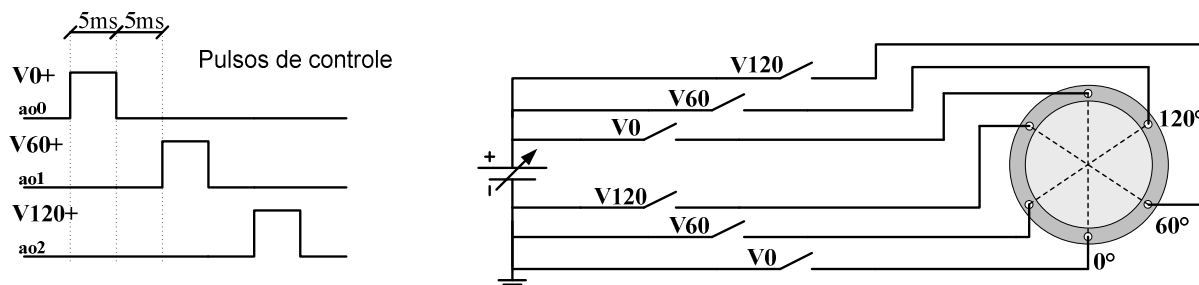 5ms 5ms
Pulsos de controle
V0+
ao0
V60+
ao1
V120+
ao2
V120
V60
V0
+
-
V120
V60
V0
120°
60°
0°